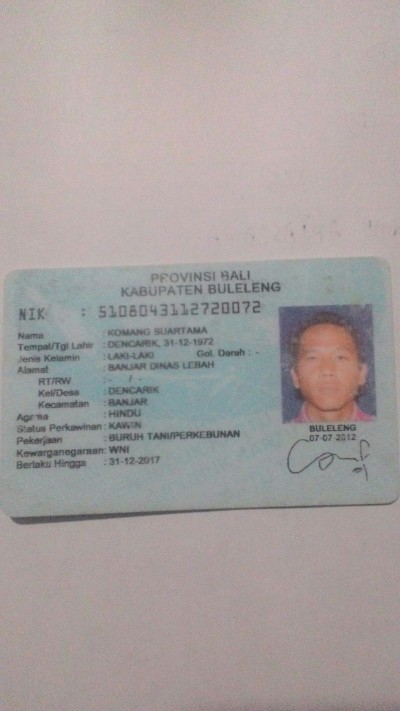 PROVINSI BALI
KABUPATEN BULELENG
NIK : 5108043112720072
Nama : KOMANG SUARTAMA
Tempat/Tgl Lahir : DENCARIK, 31-12-1972
Jenis Kelamin : LAKI-LAKI Gol. Darah : -
Alamat : BANJAR DINAS LEBAH
RT/RW : - / -
Kel/Desa : DENCARIK
Kecamatan : BANJAR
Agama : HINDU
Status Perkawinan : KAWIN
Pekerjaan : BURUH TANI/PERKEBUNAN
Kewarganegaraan : WNI
Berlaku Hingga : 31-12-2017
BULELENG
07-07-2012